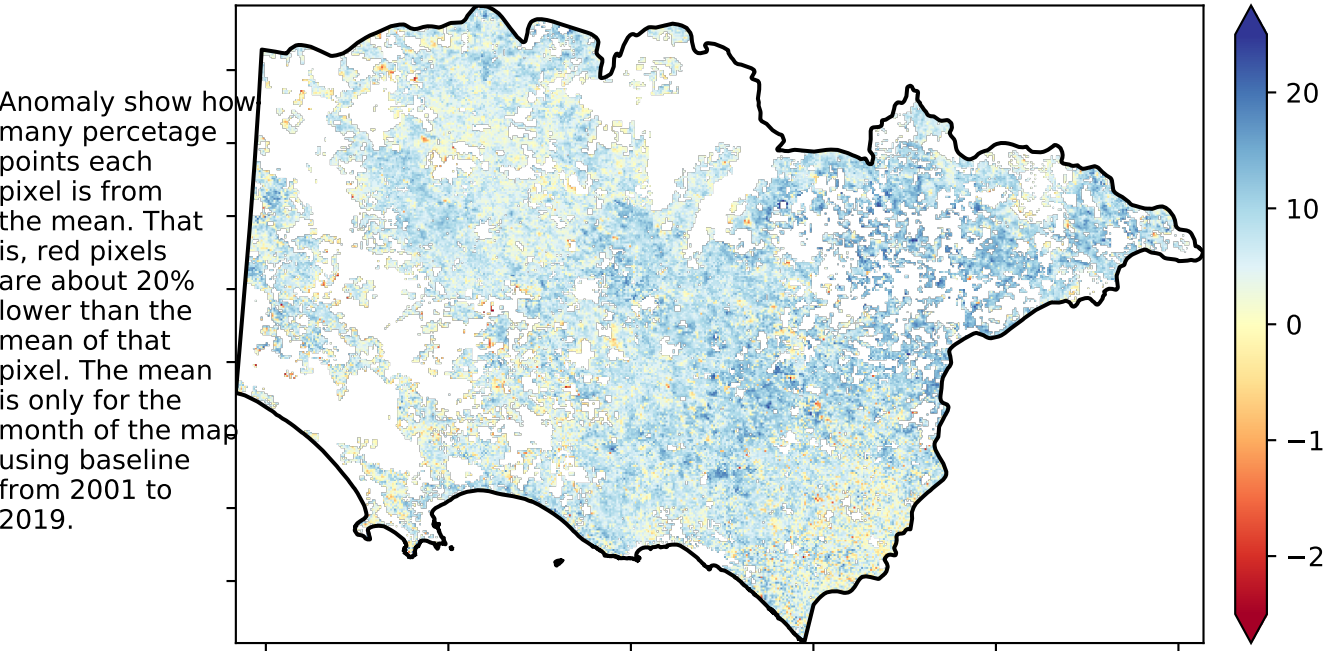 Anomaly show how
many percetage
points each
pixel is from
the mean. That
is, red pixels
are about 20%
lower than the
mean of that
pixel. The mean
is only for the
month of the map
using baseline
from 2001 to
2019.
20
10
0
−1
−2